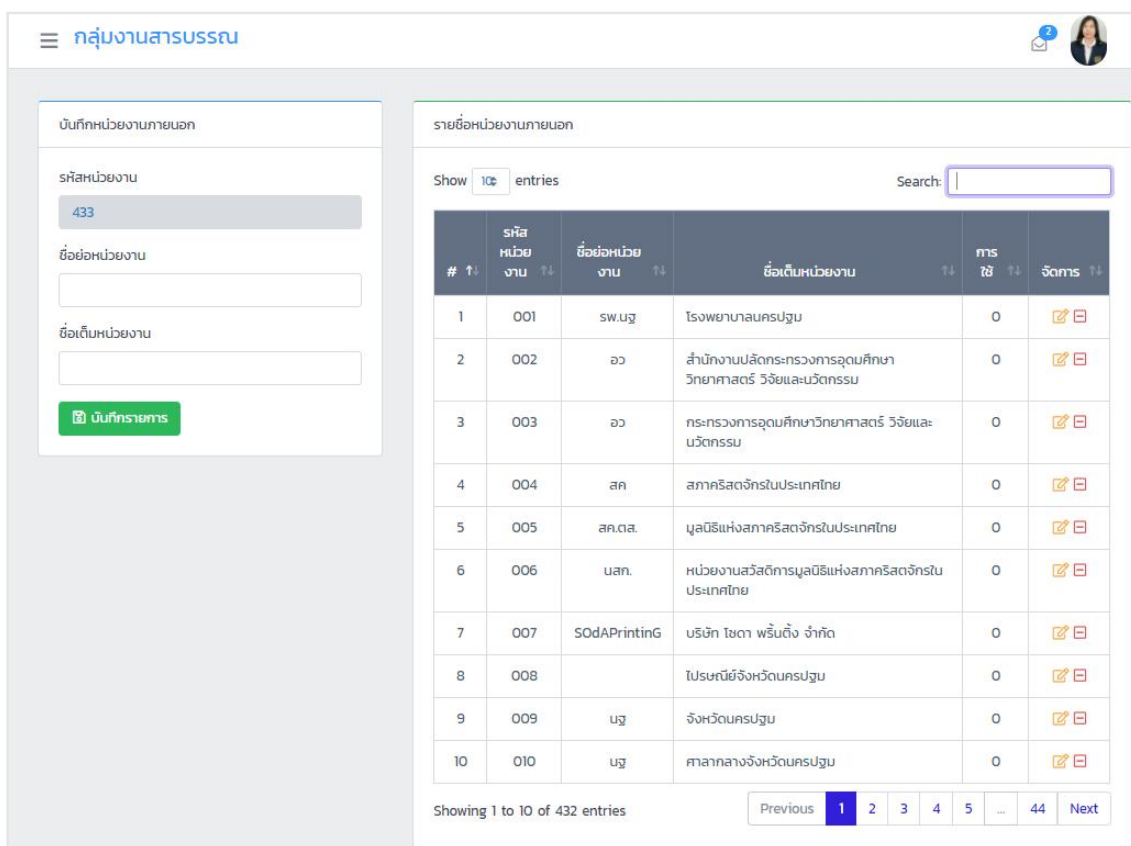 กลุ่มงานสารบรรณ
2
บันทึกหน่วยงานภายนอก
รหัสหน่วยงาน
433
ชื่อย่อหน่วยงาน
ชื่อเต็มหน่วยงาน
บันทึกรายการ
รายชื่อหน่วยงานภายนอก
Show 10 entries Search:
# รหัส
หน่วย
งาน ชื่อย่อหน่วย
งาน ชื่อเต็มหน่วยงาน การ
ใช้ จัดการ
1 001 รพ.นฐ โรงพยาบาลนครปฐม 0
2 002 อว สำนักงานปลัดกระทรวงการอุดมศึกษา
วิทยาศาสตร์ วิจัยและนวัตกรรม 0
3 003 อว กระทรวงการอุดมศึกษาวิทยาศาสตร์ วิจัยและ
นวัตกรรม 0
4 004 สค สภาคริสตจักรในประเทศไทย 0
5 005 สค.ตส. มูลนิธิแห่งสภาคริสตจักรในประเทศไทย 0
6 006 นสก. หน่วยงานสวัสดิการมูลนิธิแห่งสภาคริสตจักรใน
ประเทศไทย 0
7 007 SOdAPrintinG บริษัท โซดา พริ้นติ้ง จำกัด 0
8 008 ไปรษณีย์จังหวัดนครปฐม 0
9 009 นฐ จังหวัดนครปฐม 0
10 010 นฐ ศาลากลางจังหวัดนครปฐม 0
Showing 1 to 10 of 432 entries Previous 1 2 3 4 5 ... 44 Next